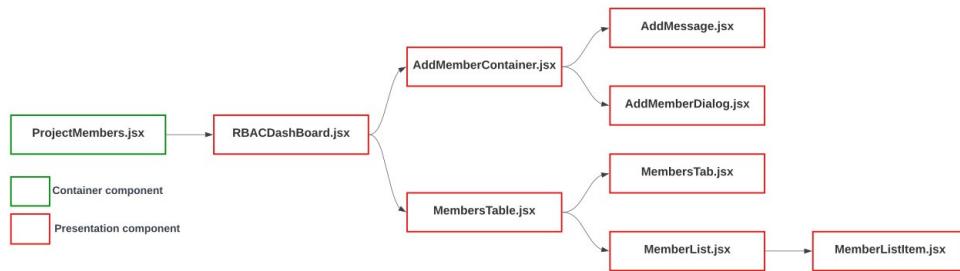 AddMessage.jsx
AddMemberContainer.jsx
AddMemberDialog.jsx
ProjectMembers.jsx
RBACDashBoard.jsx
MembersTab.jsx
Container component
MembersTable.jsx
Presentation component
MemberList.jsx
MemberListItem.jsx